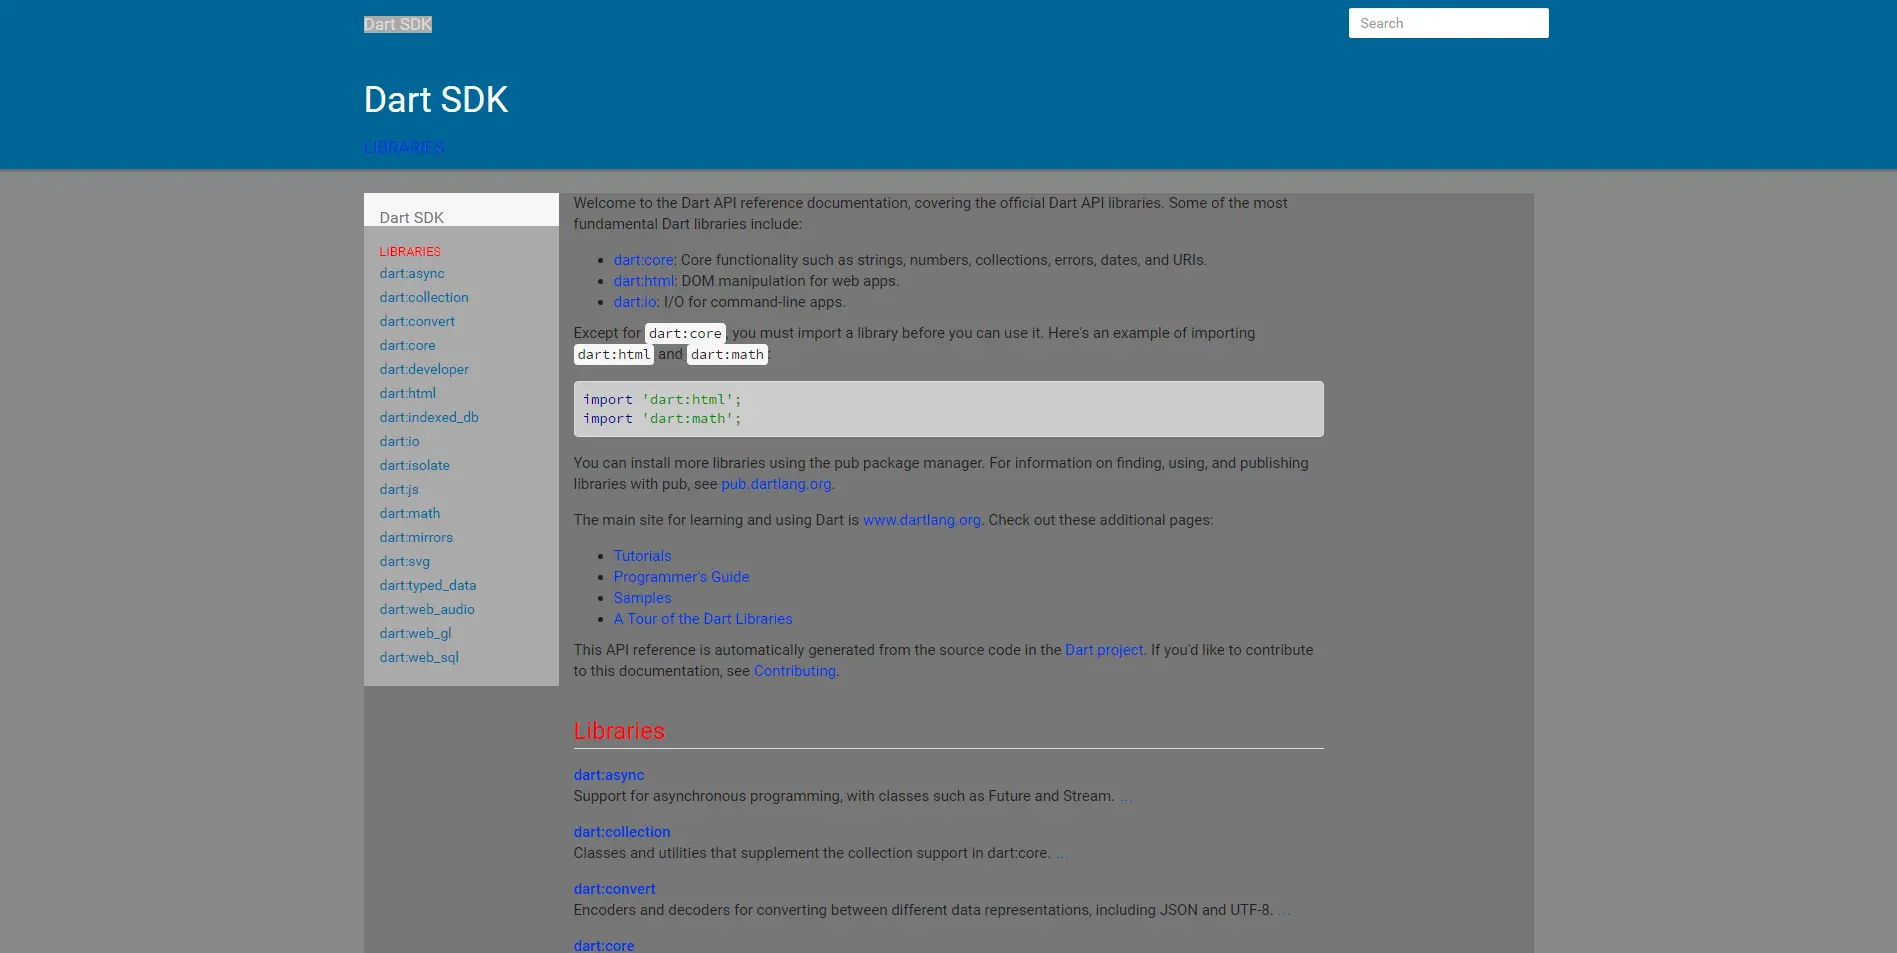 Dart SDK
Search
Dart SDK
LIBRARIES
Dart SDK
LIBRARIES
dart:async
dart:collection
dart:convert
dart:core
dart:developer
dart:html
dart:indexed_db
dart:io
dart:isolate
dart:js
dart:math
dart:mirrors
dart:svg
dart:typed_data
dart:web_audio
dart:web_gl
dart:web_sql
Welcome to the Dart API reference documentation, covering the official Dart API libraries. Some of the most
fundamental Dart libraries include:
• dart:core: Core functionality such as strings, numbers, collections, errors, dates, and URIs.
• dart:html: DOM manipulation for web apps.
• dart:io: I/O for command-line apps.
Except for dart:core, you must import a library before you can use it. Here's an example of importing
dart:html and dart:math:
import 'dart:html';
import 'dart:math';
You can install more libraries using the pub package manager. For information on finding, using, and publishing
libraries with pub, see pub.dartlang.org.
The main site for learning and using Dart is www.dartlang.org. Check out these additional pages:
• Tutorials
• Programmer's Guide
• Samples
• A Tour of the Dart Libraries
This API reference is automatically generated from the source code in the Dart project. If you'd like to contribute
to this documentation, see Contributing.
Libraries
dart:async
Support for asynchronous programming, with classes such as Future and Stream. ...
dart:collection
Classes and utilities that supplement the collection support in dart:core. ...
dart:convert
Encoders and decoders for converting between different data representations, including JSON and UTF-8. ...
dart:core